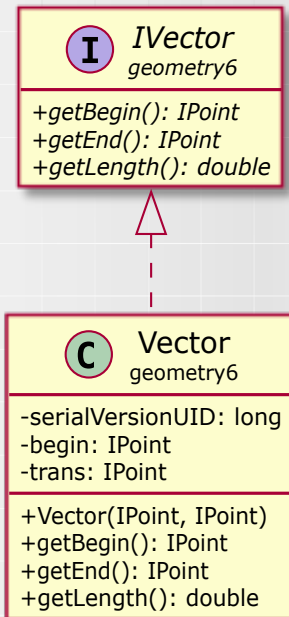 I IVector
geometry6
+getBegin(): IPoint
+getEnd(): IPoint
+getLength(): double
C Vector
geometry6
-serialVersionUID: long
-begin: IPoint
-trans: IPoint
+Vector(IPoint, IPoint)
+getBegin(): IPoint
+getEnd(): IPoint
+getLength(): double